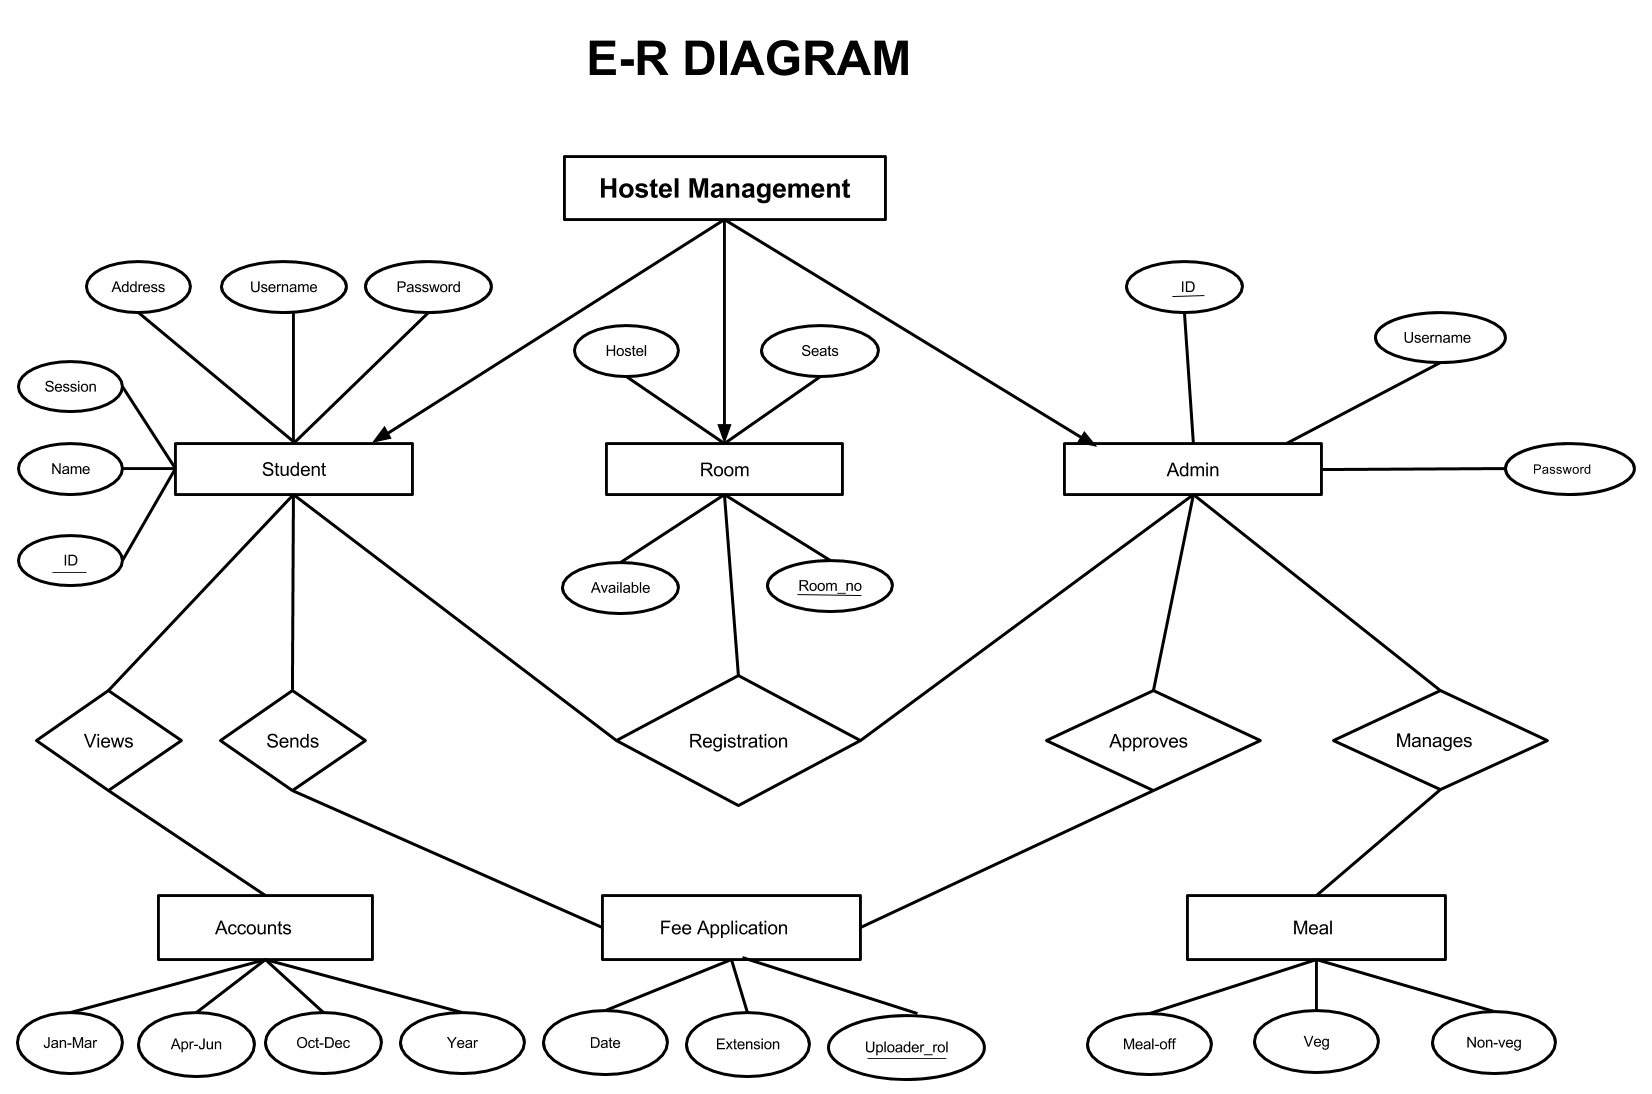 E-R DIAGRAM
Hostel Management
Address
Username
Password
ID
Username
Hostel
Seats
Session
Name
ID
Student
Room
Admin
Password
Available
Room_no
Views
Sends
Registration
Approves
Manages
Accounts
Fee Application
Meal
Jan-Mar
Apr-Jun
Oct-Dec
Year
Date
Extension
Uploader_rol
Meal-off
Veg
Non-veg